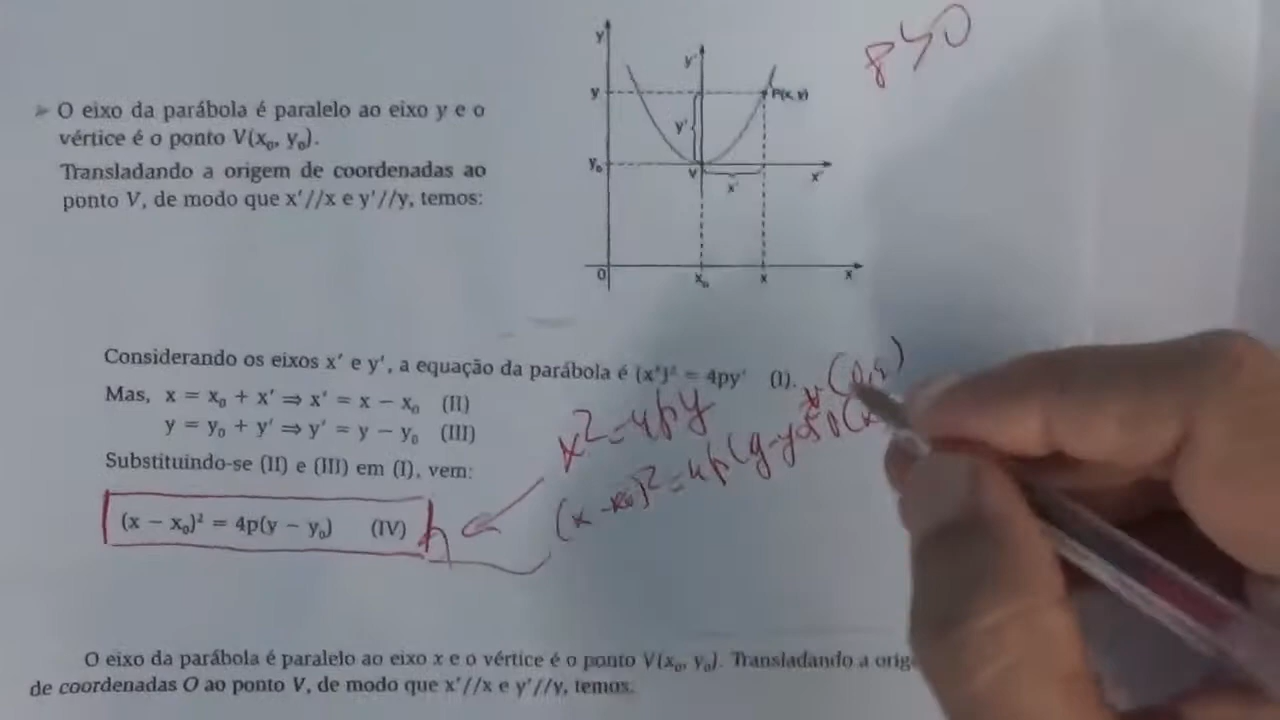 p>0
y
y'
➤ O eixo da parábola é paralelo ao eixo y e o
vértice é o ponto V(x₀, y₀).
Transladando a origem de coordenadas ao
ponto V, de modo que x'//x e y'//y, temos:
y
P(x, y)
y'
y₀
V
x'
x'
0
x₀
x
x
Considerando os eixos x' e y', a equação da parábola é (x')² = 4py' (I).
Mas, x = x₀ + x' ⇒ x' = x − x₀ (II)
y = y₀ + y' ⇒ y' = y − y₀ (III)
Substituindo-se (II) e (III) em (I), vem:
x²=4py
(x-x₀)²=4p(y-y₀)
(x − x₀)² = 4p(y − y₀) (IV)
O eixo da parábola é paralelo ao eixo x e o vértice é o ponto V(x₀, y₀). Transladando a orig
de coordenadas O ao ponto V, de modo que x'//x e y'//y, temos: